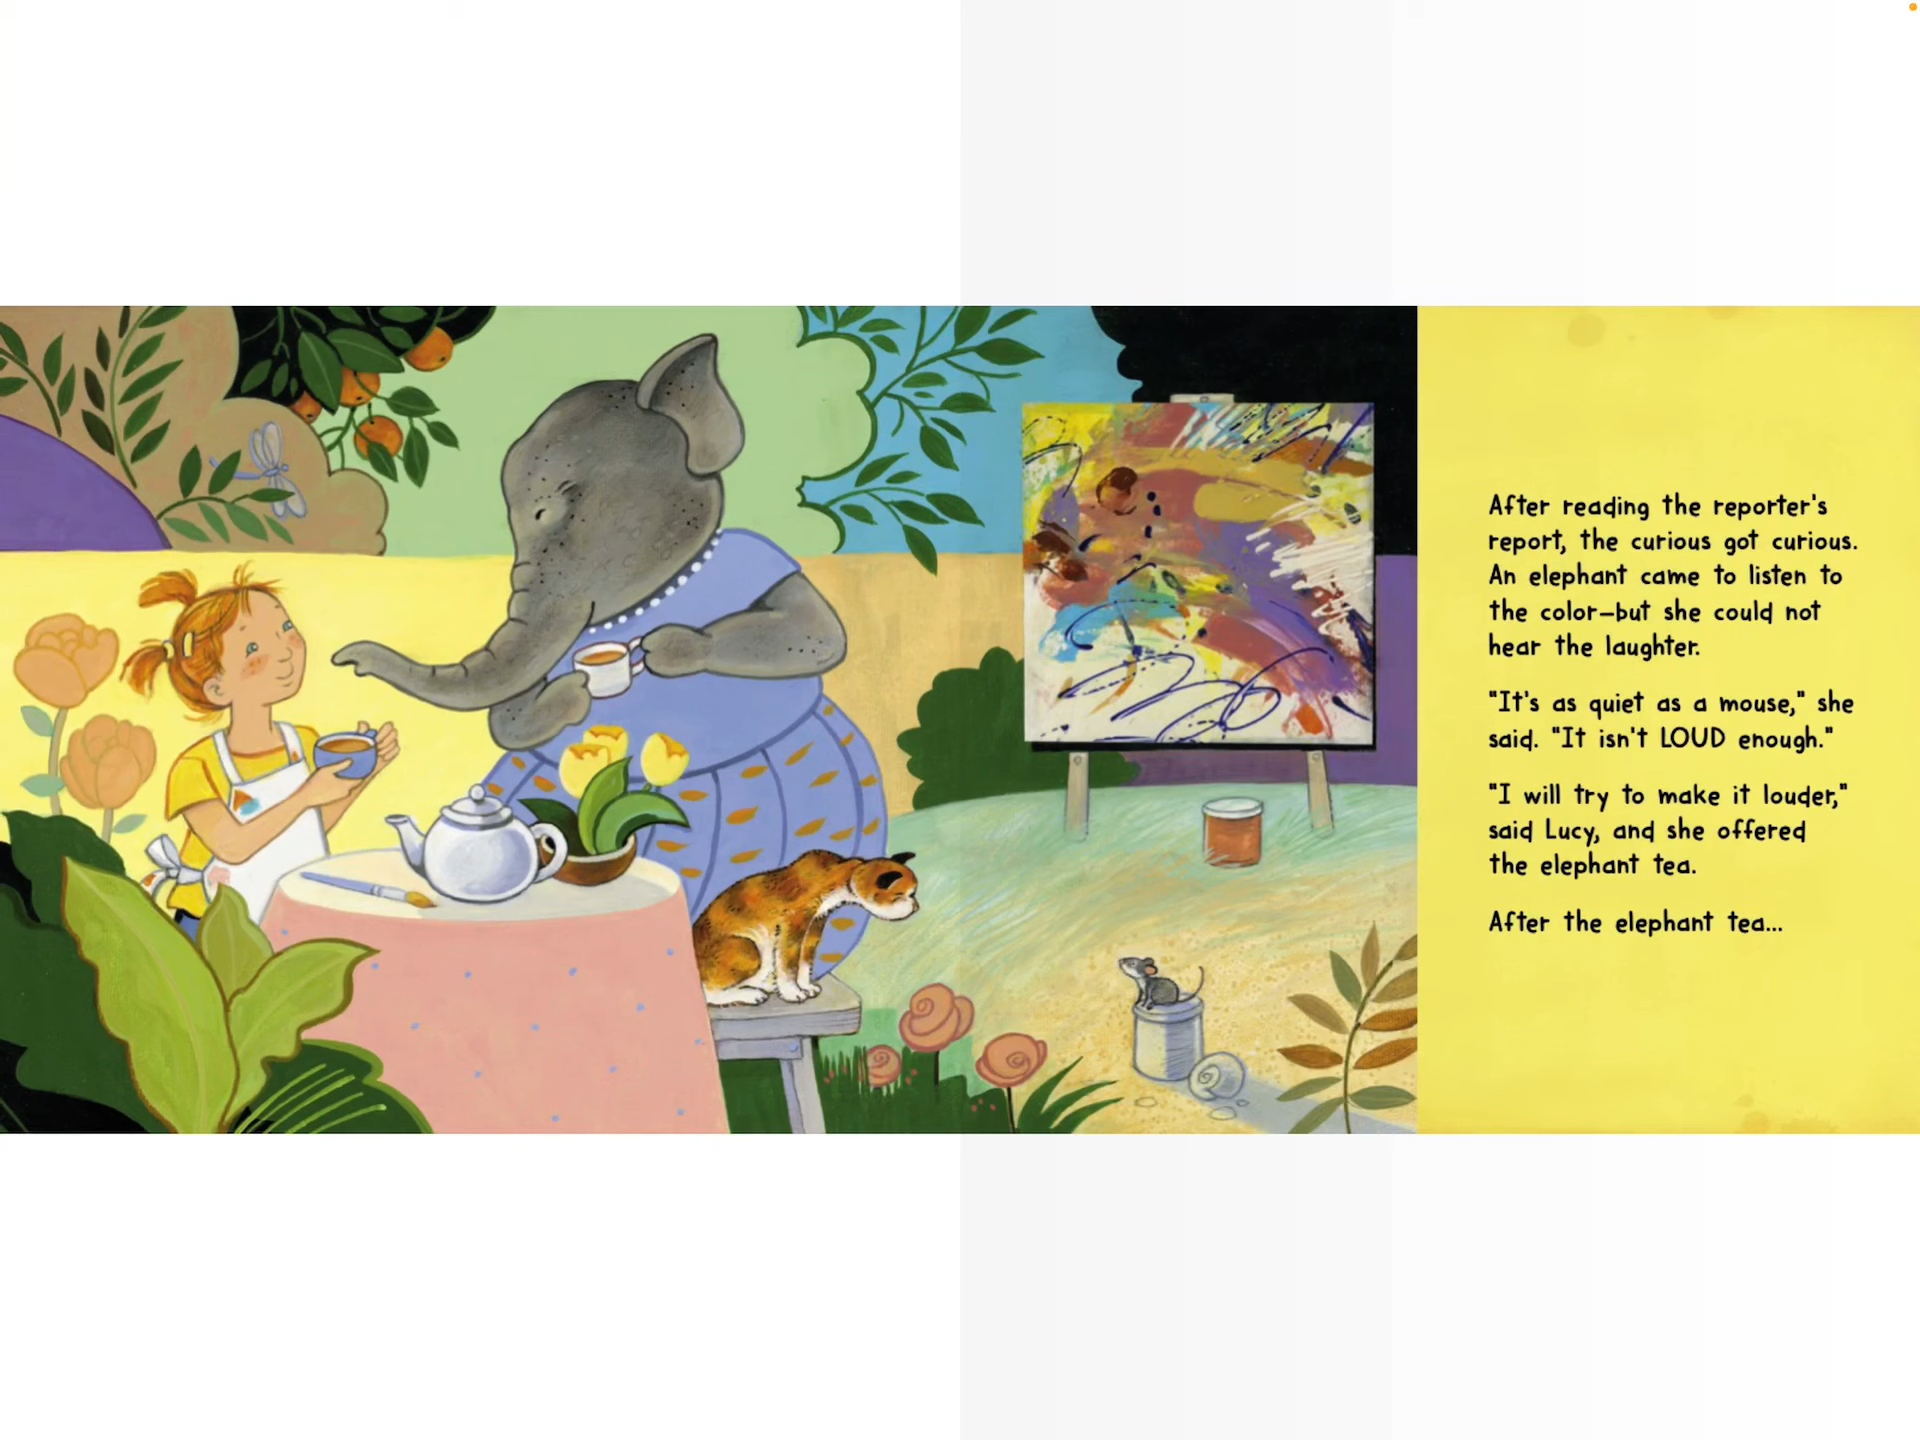 After reading the reporter's
report, the curious got curious.
An elephant came to listen to
the color—but she could not
hear the laughter.
"It's as quiet as a mouse," she
said. "It isn't LOUD enough."
"I will try to make it louder,"
said Lucy, and she offered
the elephant tea.
After the elephant tea...